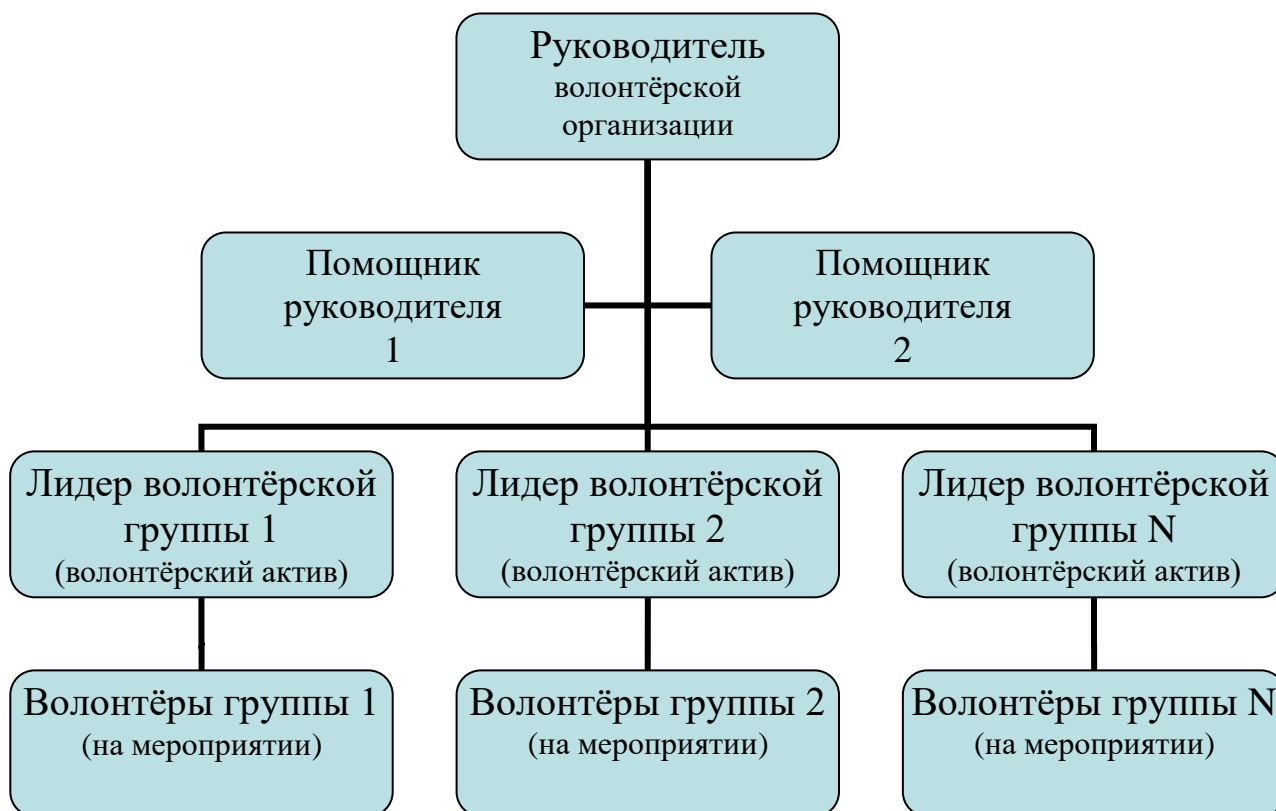 Руководитель
волонтёрской
организации
Помощник
руководителя
1
Помощник
руководителя
2
Лидер волонтёрской
группы 1
(волонтёрский актив)
Лидер волонтёрской
группы 2
(волонтёрский актив)
Лидер волонтёрской
группы N
(волонтёрский актив)
Волонтёры группы 1
(на мероприятии)
Волонтёры группы 2
(на мероприятии)
Волонтёры группы N
(на мероприятии)